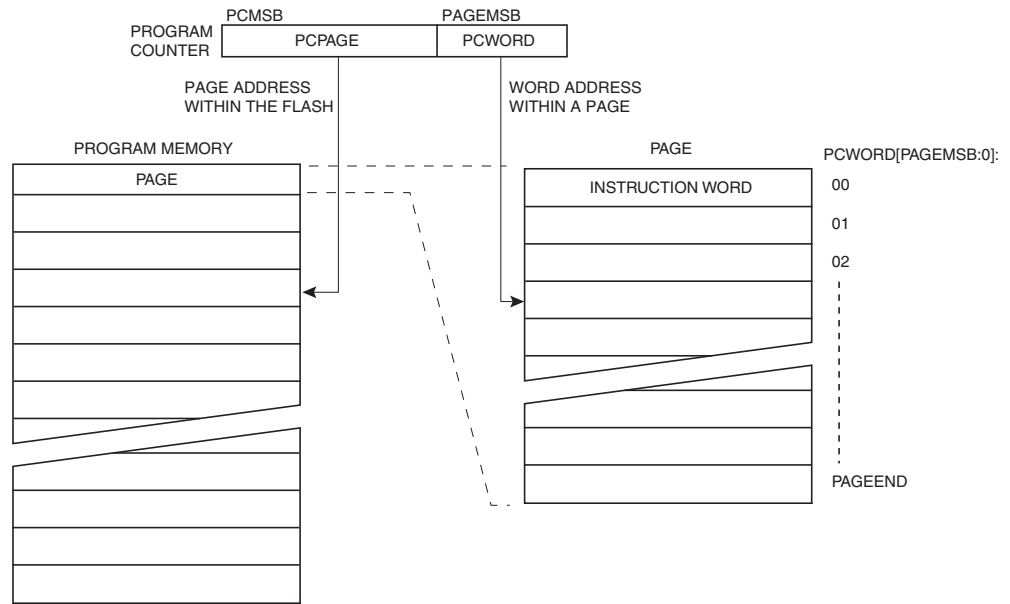 PCMSB PAGEMSB
PROGRAM
COUNTER
PCPAGE PCWORD
PAGE ADDRESS
WITHIN THE FLASH
WORD ADDRESS
WITHIN A PAGE
PROGRAM MEMORY
PAGE
PAGE
PCWORD[PAGEMSB:0]:
INSTRUCTION WORD
00
01
02
PAGEEND